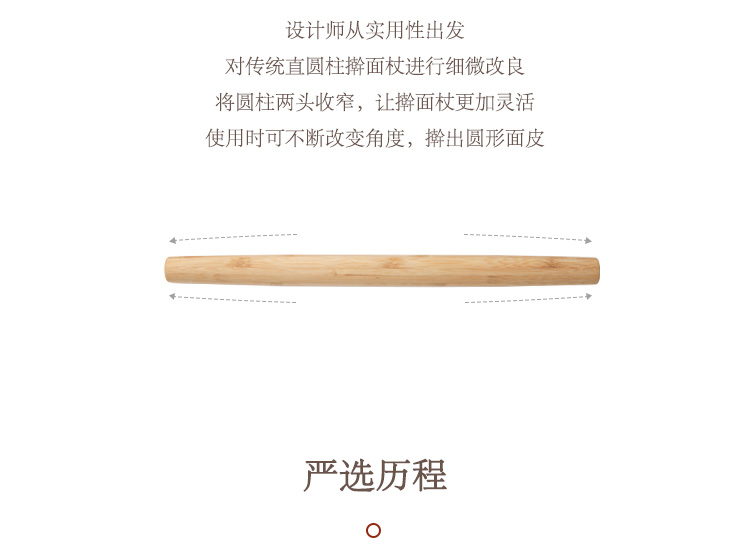 设计师从实用性出发
对传统直圆柱擀面杖进行细微改良
将圆柱两头收窄，让擀面杖更加灵活
使用时可不断改变角度，擀出圆形面皮
严选历程